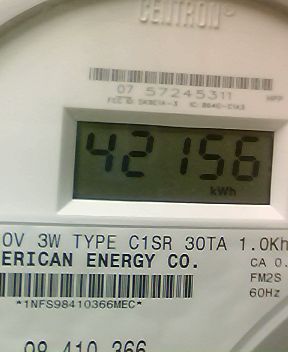 CENTRON®
07 57245311
42156
kWh
0V 3W TYPE C1SR 30TA 1.0Kh
ERICAN ENERGY CO.
CA 0.
FM2S
60Hz
*1NFS98410366MEC*
98 410 366